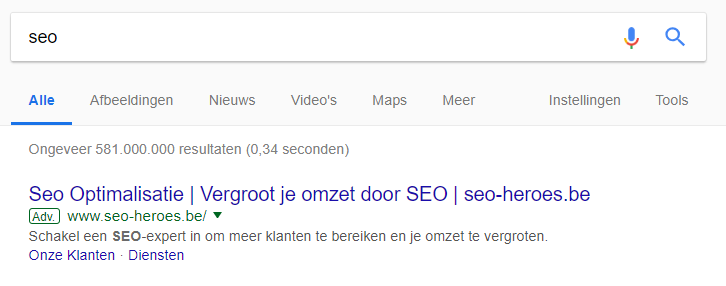 seo
Alle Afbeeldingen Nieuws Video's Maps Meer Instellingen Tools
Ongeveer 581.000.000 resultaten (0,34 seconden)
Seo Optimalisatie | Vergroot je omzet door SEO | seo-heroes.be
Adv. www.seo-heroes.be/
Schakel een SEO-expert in om meer klanten te bereiken en je omzet te vergroten.
Onze Klanten · Diensten